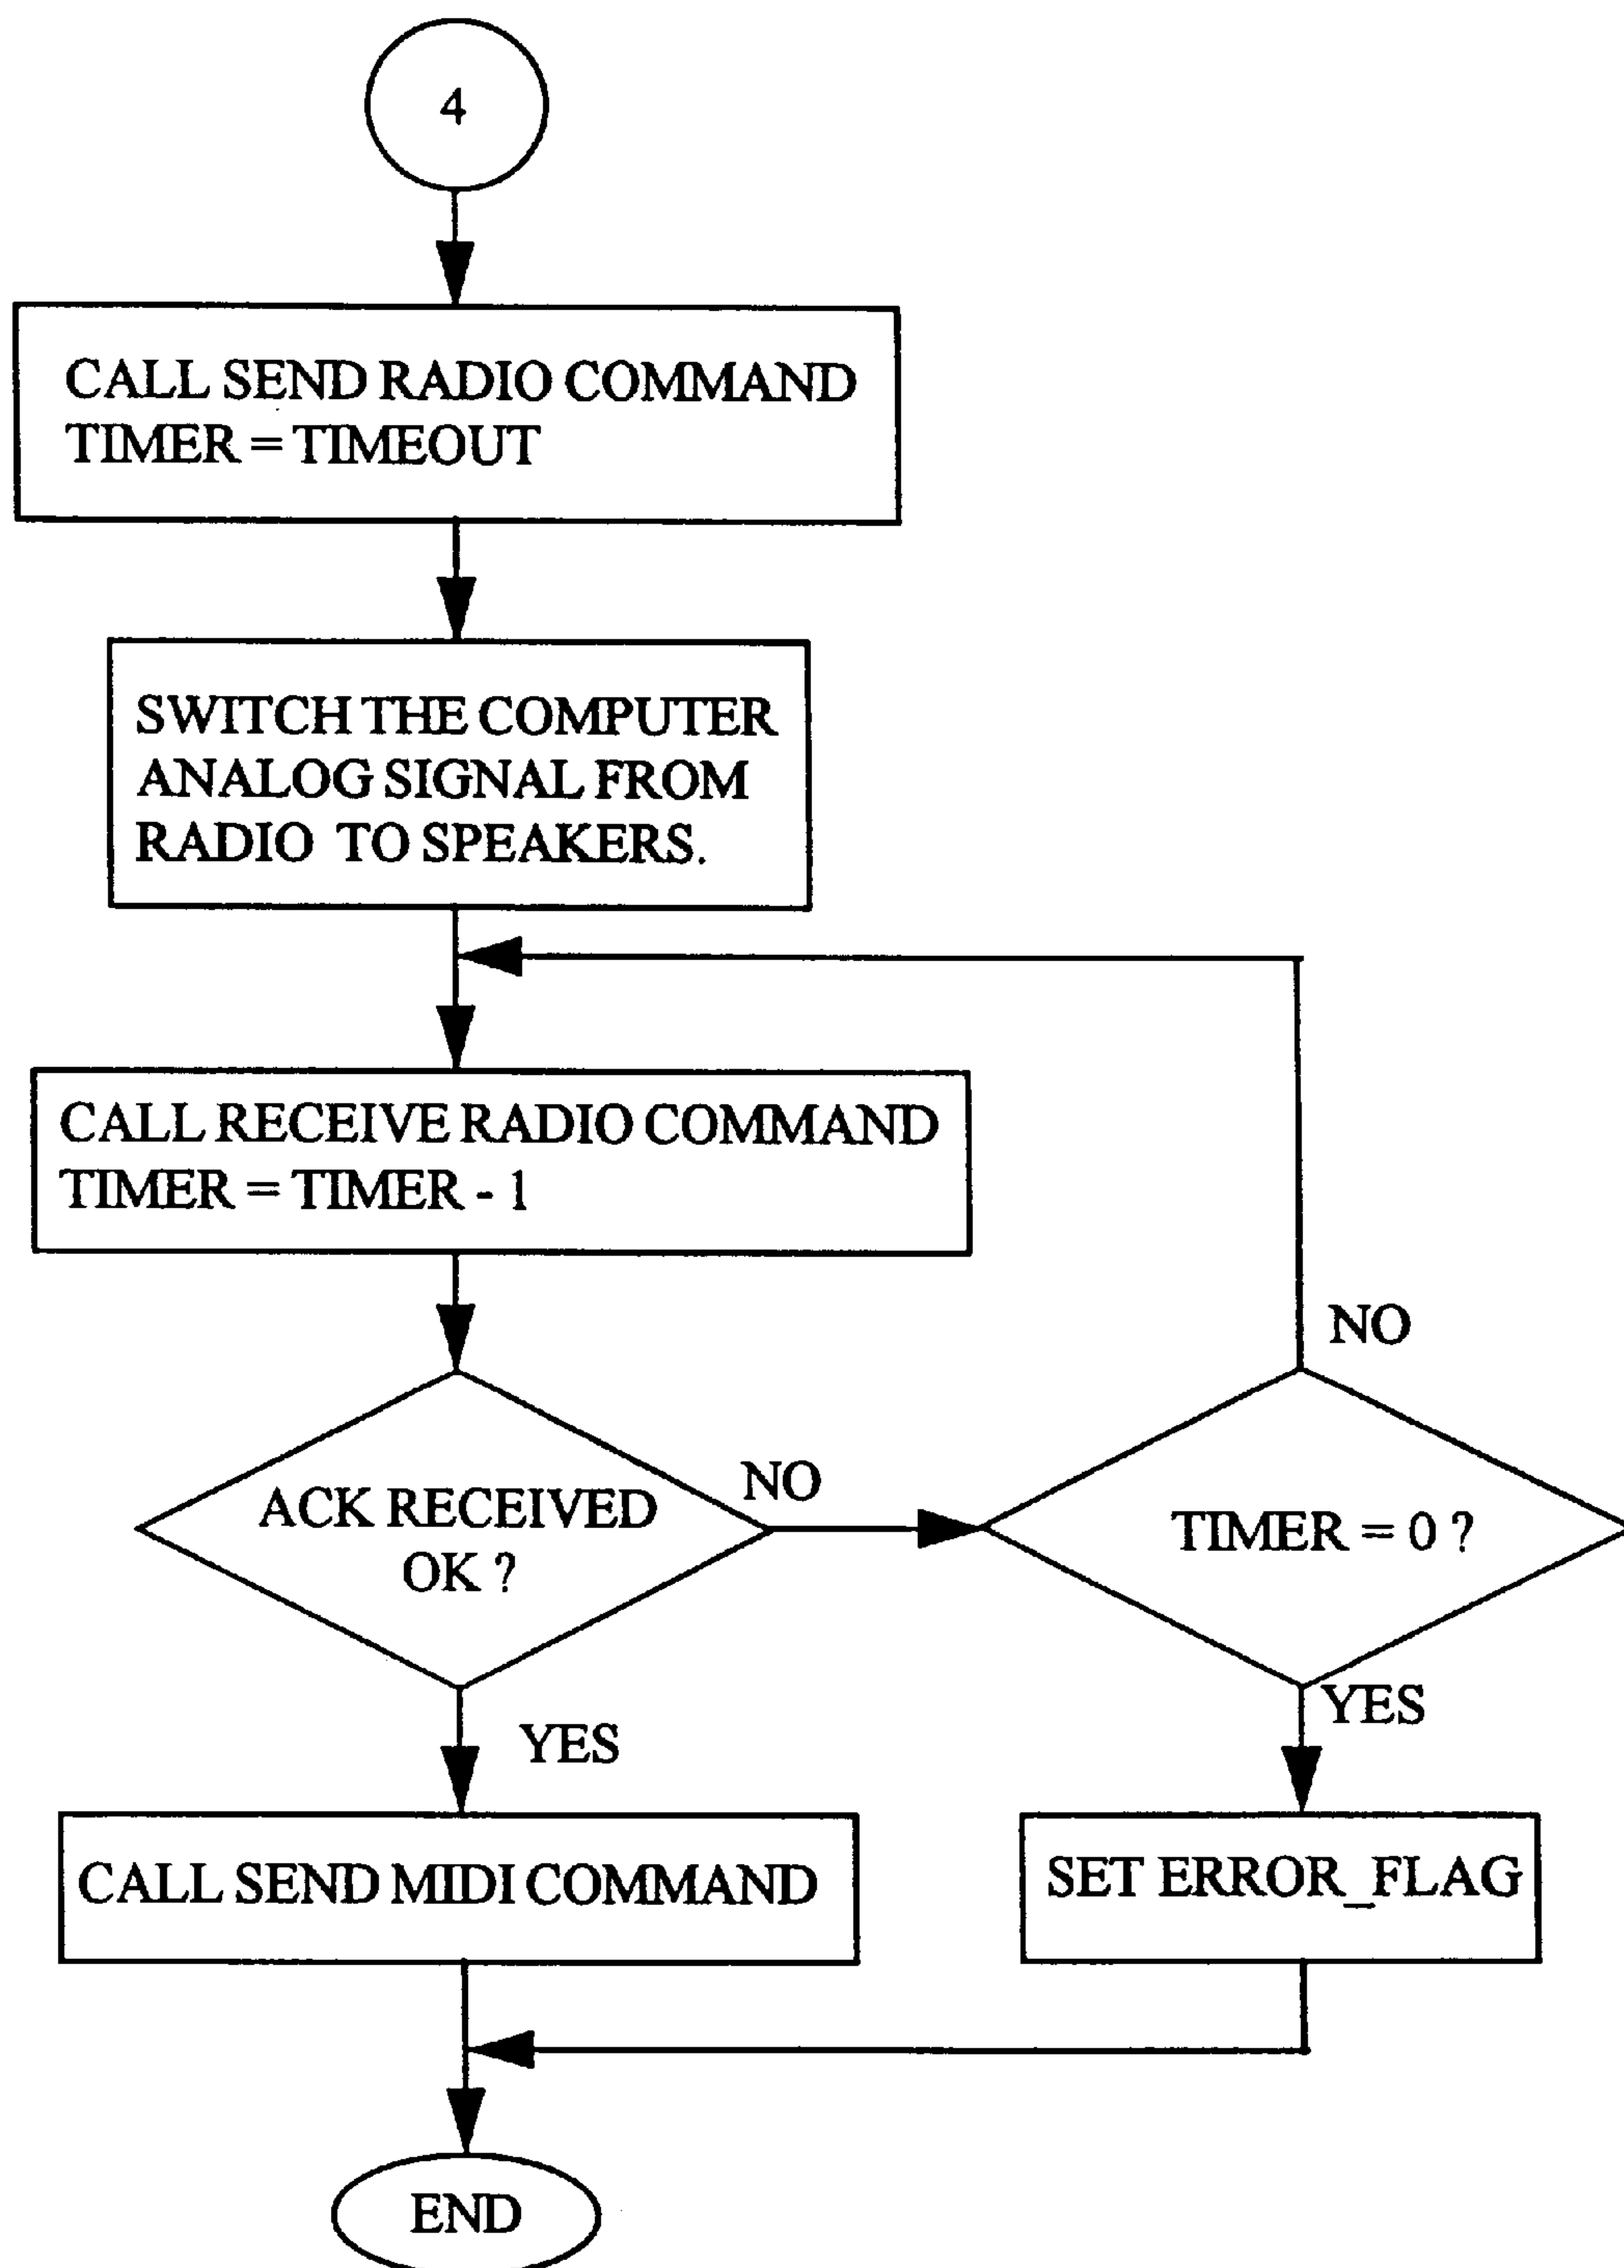 4
CALL SEND RADIO COMMAND
TIMER = TIMEOUT
SWITCH THE COMPUTER
ANALOG SIGNAL FROM
RADIO TO SPEAKERS.
CALL RECEIVE RADIO COMMAND
TIMER = TIMER - 1
NO
ACK RECEIVED
OK ?
NO
TIMER = 0 ?
YES
YES
CALL SEND MIDI COMMAND
SET ERROR_FLAG
END